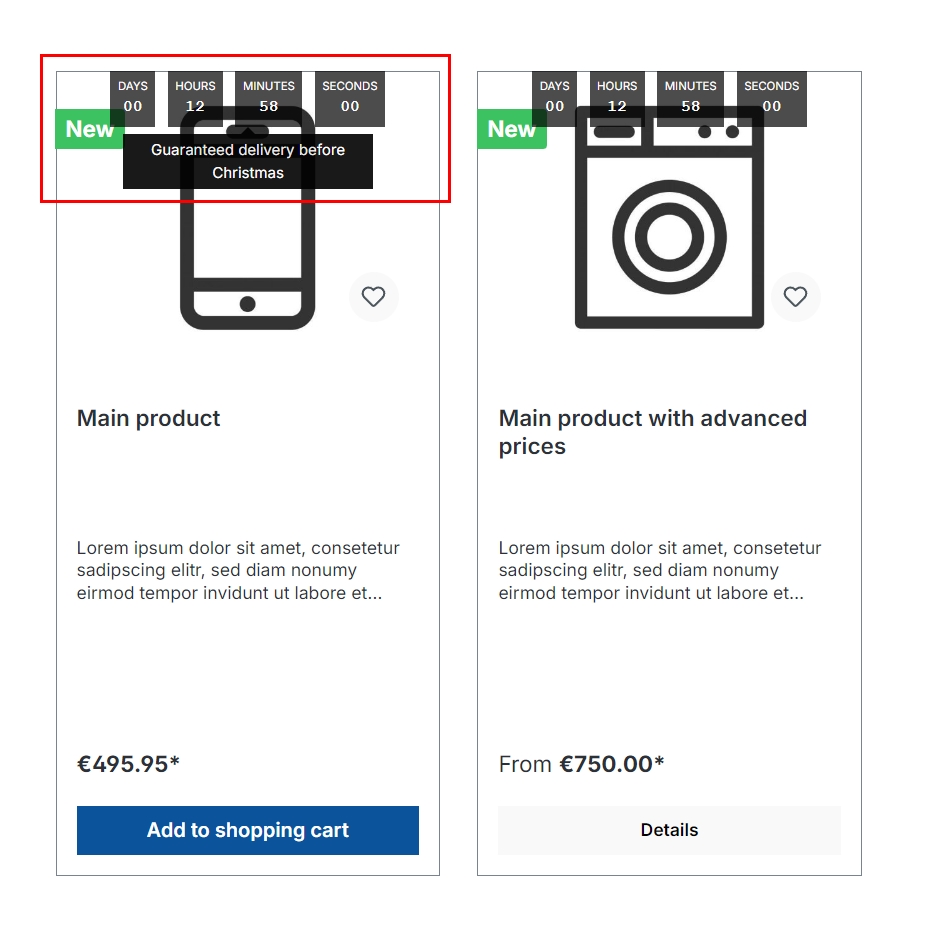 DAYS HOURS MINUTES SECONDS
00 12 58 00
New
Guaranteed delivery before
Christmas
Main product
Lorem ipsum dolor sit amet, consetetur
sadipscing elitr, sed diam nonumy
eirmod tempor invidunt ut labore et...
€495.95*
Add to shopping cart
DAYS HOURS MINUTES SECONDS
00 12 58 00
New
Main product with advanced
prices
Lorem ipsum dolor sit amet, consetetur
sadipscing elitr, sed diam nonumy
eirmod tempor invidunt ut labore et...
From €750.00*
Details